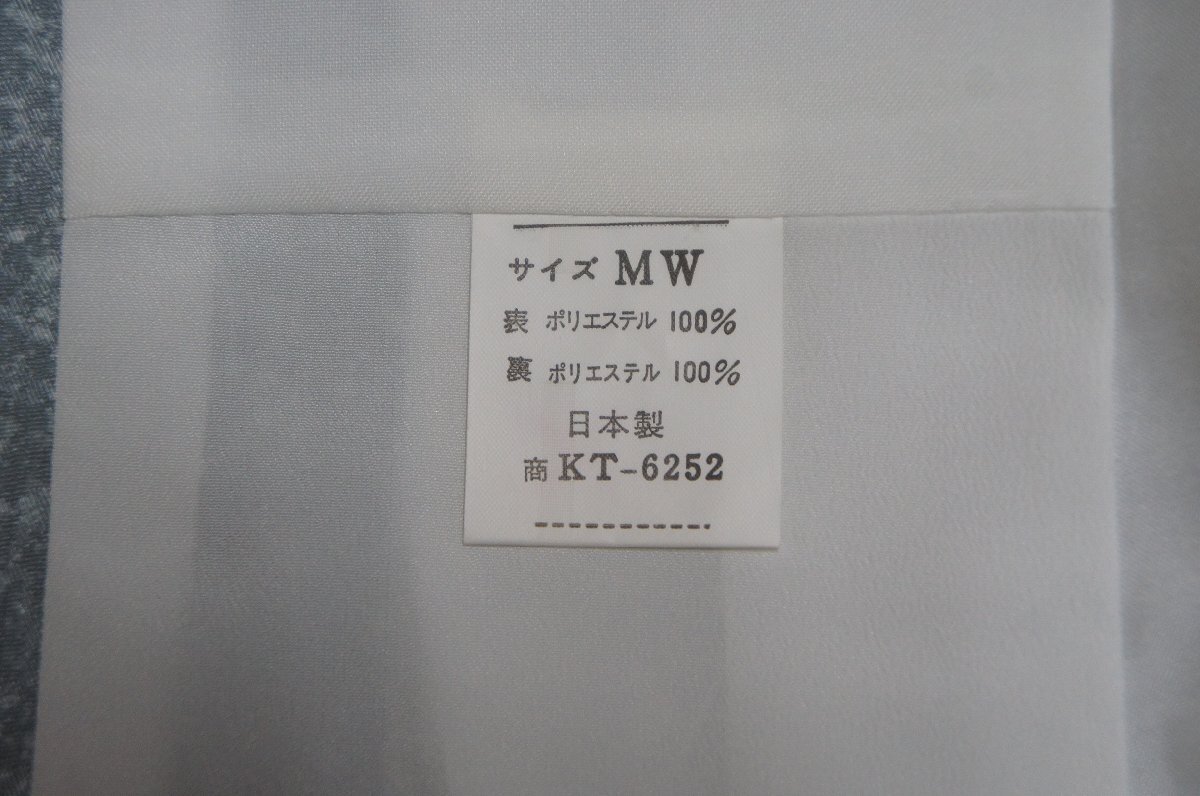 サイズ MW
表 ポリエステル 100%
裏 ポリエステル 100%
日本製
商 KT-6252